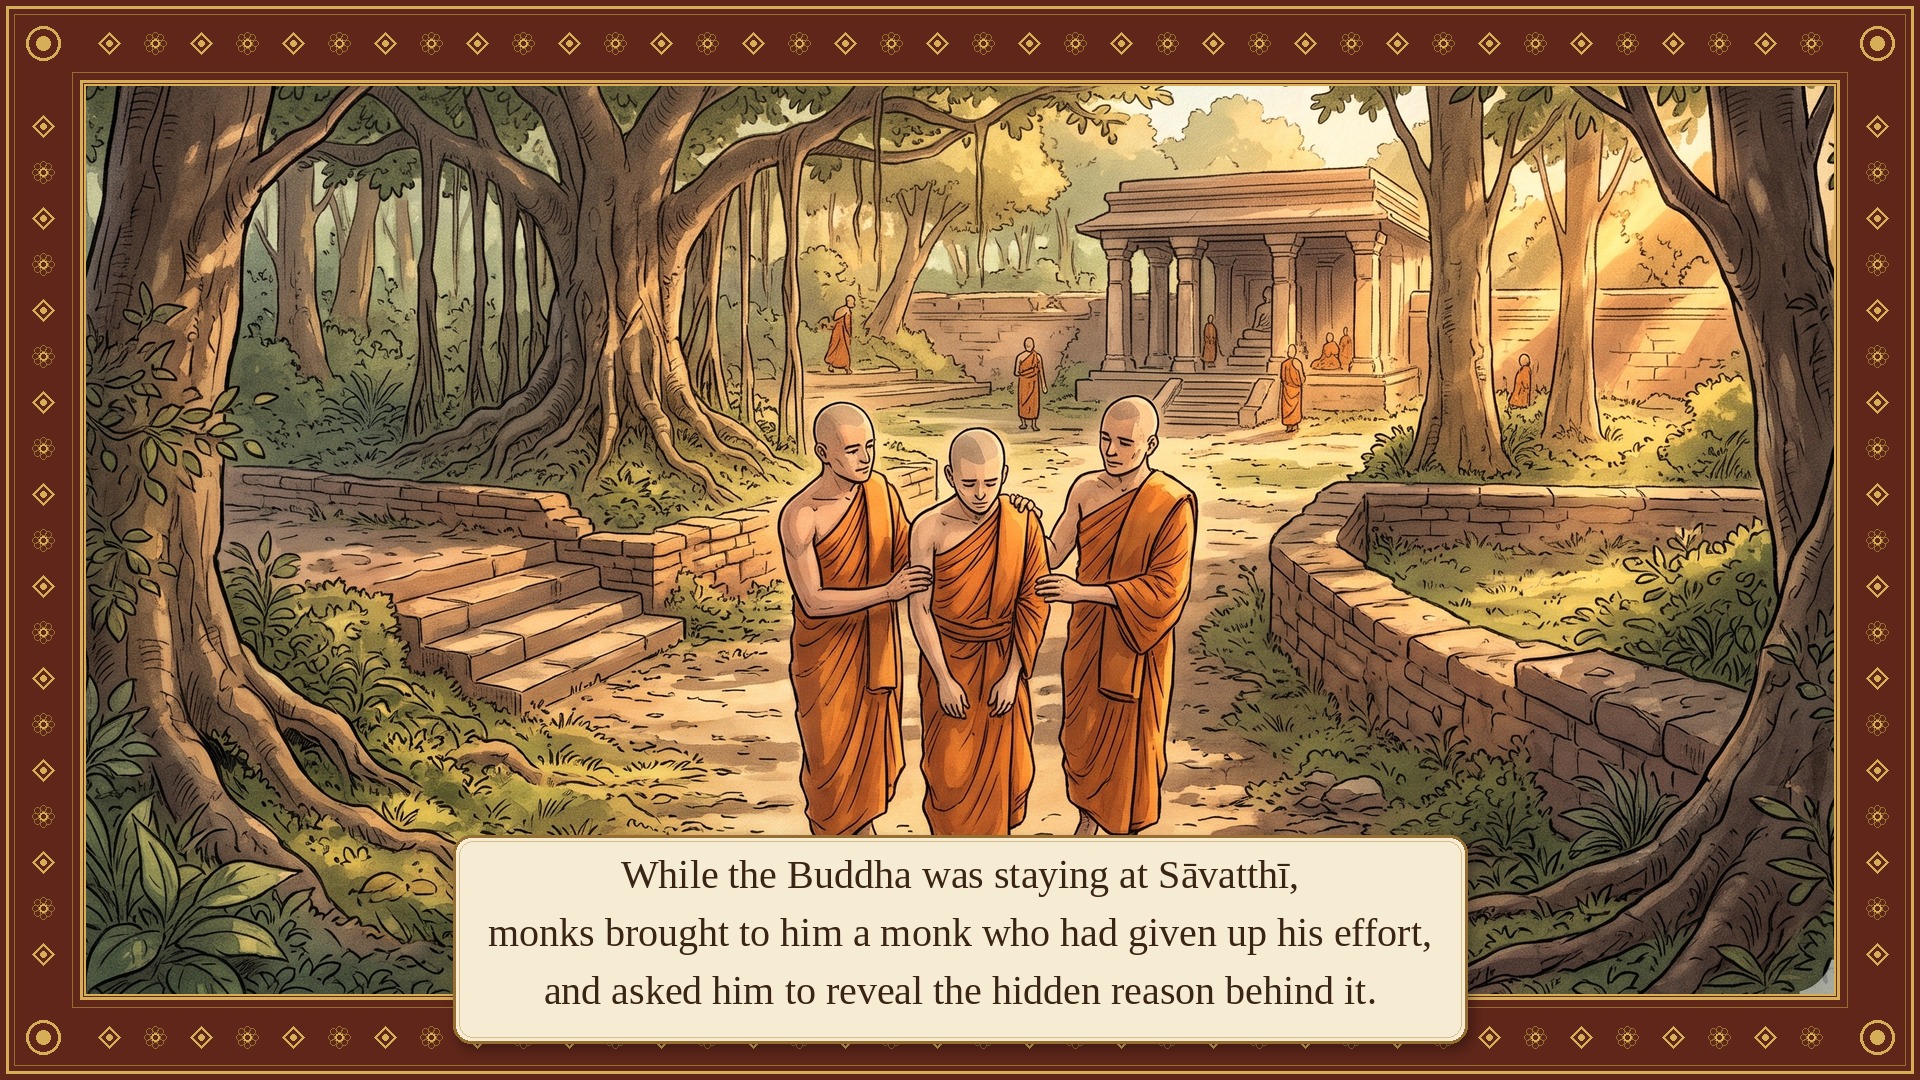 While the Buddha was staying at Sāvatthī,
monks brought to him a monk who had given up his effort,
and asked him to reveal the hidden reason behind it.